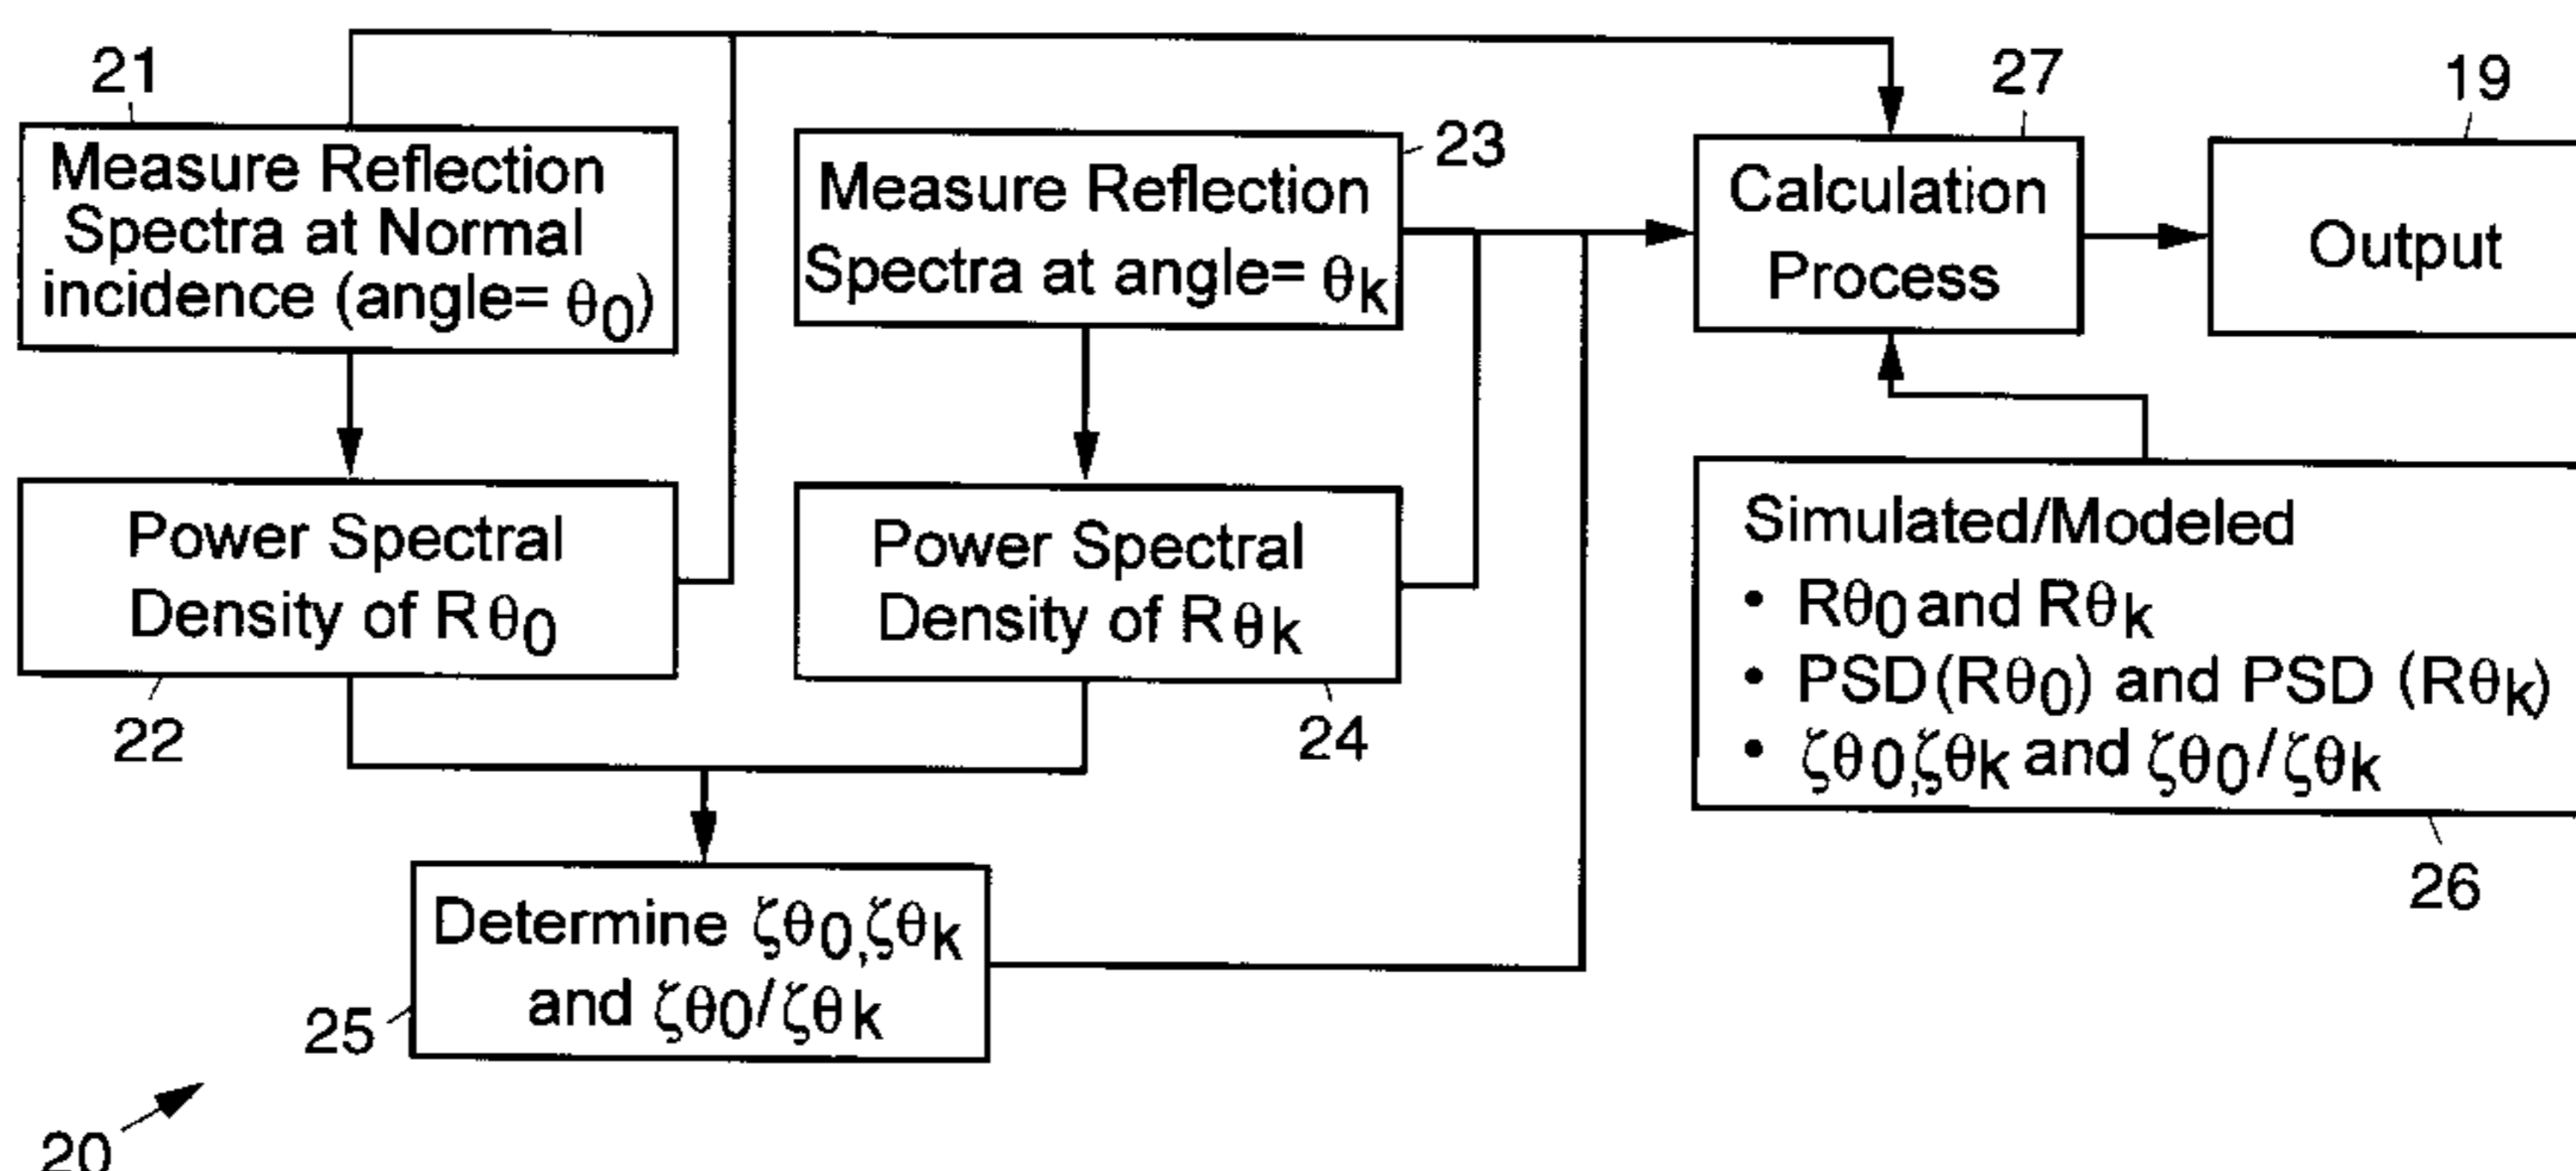 21
Measure Reflection
Spectra at Normal
incidence (angle= θ0)
23
Measure Reflection
Spectra at angle= θk
27
Calculation
Process
19
Output
Power Spectral
Density of Rθ0
22
Power Spectral
Density of Rθk
24
Simulated/Modeled
• Rθ0 and Rθk
• PSD(Rθ0) and PSD (Rθk)
• ζθ0,ζθk and ζθ0/ζθk
26
Determine ζθ0,ζθk
and ζθ0/ζθk
25
20